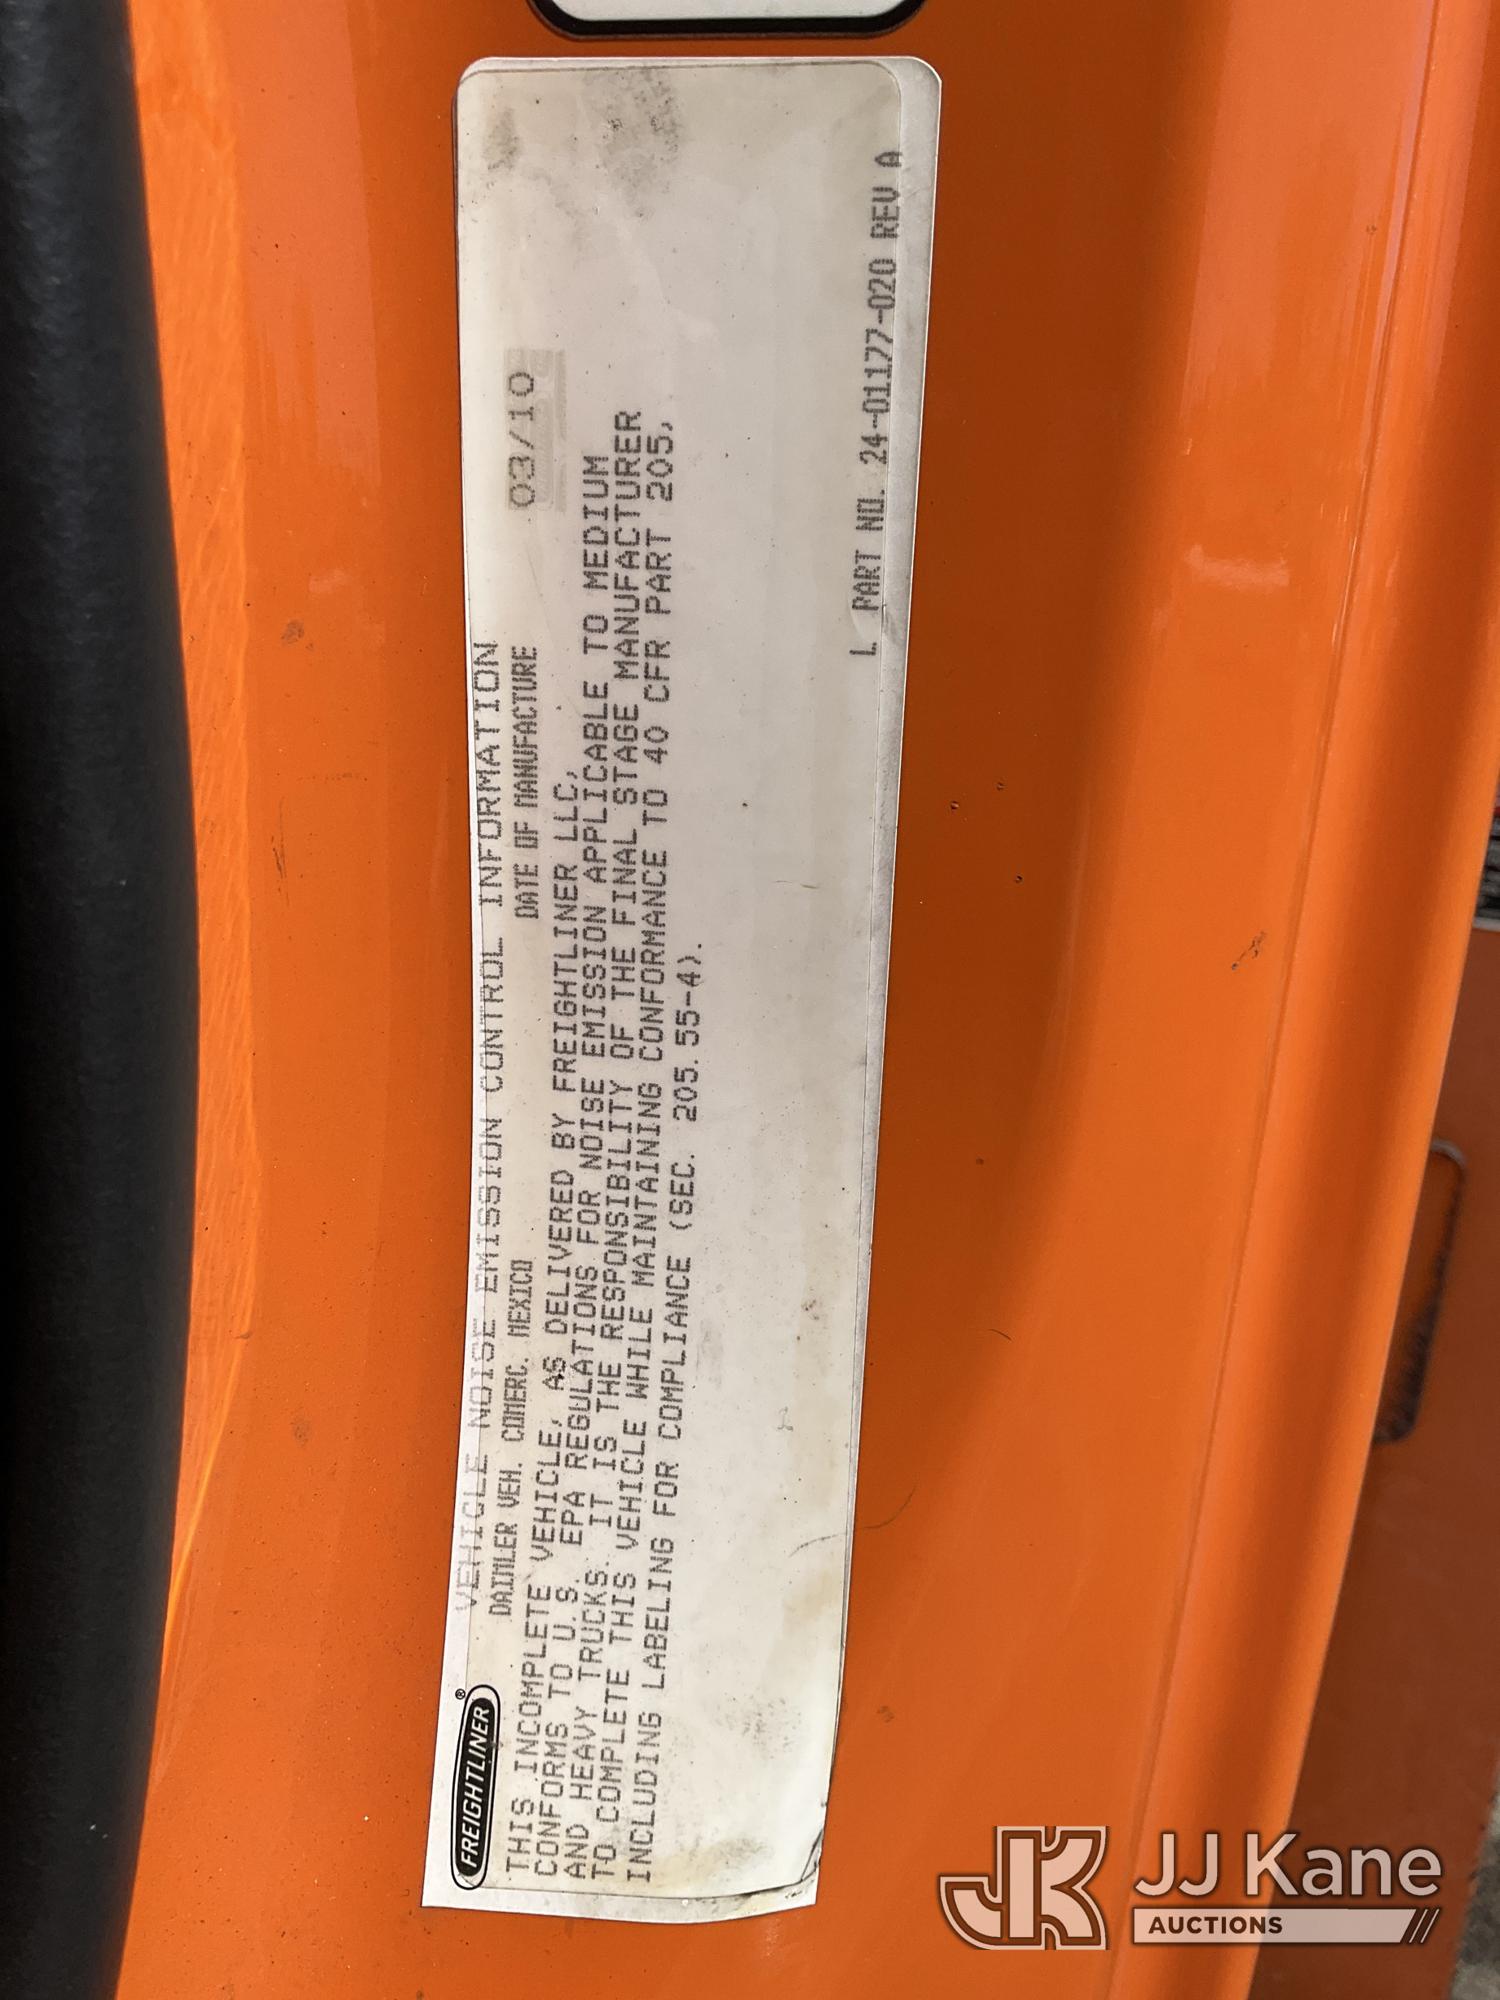 FREIGHTLINER®
VEHICLE NOISE EMISSION CONTROL INFORMATION
DAIMLER VEH. COMERC. MEXICO DATE OF MANUFACTURE 03/10
THIS INCOMPLETE VEHICLE, AS DELIVERED BY FREIGHTLINER LLC,
CONFORMS TO U.S. EPA REGULATIONS FOR NOISE EMISSION APPLICABLE TO MEDIUM
AND HEAVY TRUCKS. IT IS THE RESPONSIBILITY OF THE FINAL STAGE MANUFACTURER
TO COMPLETE THIS VEHICLE WHILE MAINTAINING CONFORMANCE TO 40 CFR PART 205,
INCLUDING LABELING FOR COMPLIANCE (SEC. 205.55-4).
L PART NO. 24-01177-020 REV A
JK JJ Kane
AUCTIONS